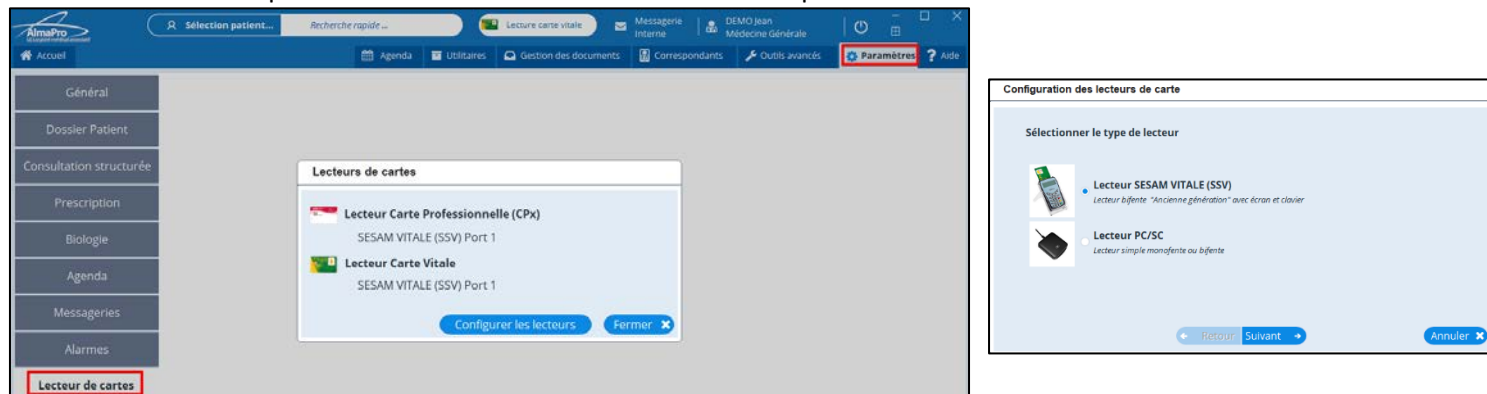 AlmaPro
Sélection patient...
Recherche rapide ...
Lecture carte vitale
Messagerie Interne
DEMO Jean
Médecine Générale
Accueil
Agenda
Utilitaires
Gestion des documents
Correspondants
Outils avancés
Paramètres
? Aide
Général
Dossier Patient
Consultation structurée
Prescription
Biologie
Agenda
Messageries
Alarmes
Lecteur de cartes
Lecteurs de cartes
Lecteur Carte Professionnelle (CPx)
SESAM VITALE (SSV) Port 1
Lecteur Carte Vitale
SESAM VITALE (SSV) Port 1
Configurer les lecteurs
Fermer
Configuration des lecteurs de carte
Sélectionner le type de lecteur
Lecteur SESAM VITALE (SSV)
Lecteur bifente "Ancienne génération" avec écran et clavier
Lecteur PC/SC
Lecteur simple monofente ou bifente
Retour
Suivant
Annuler